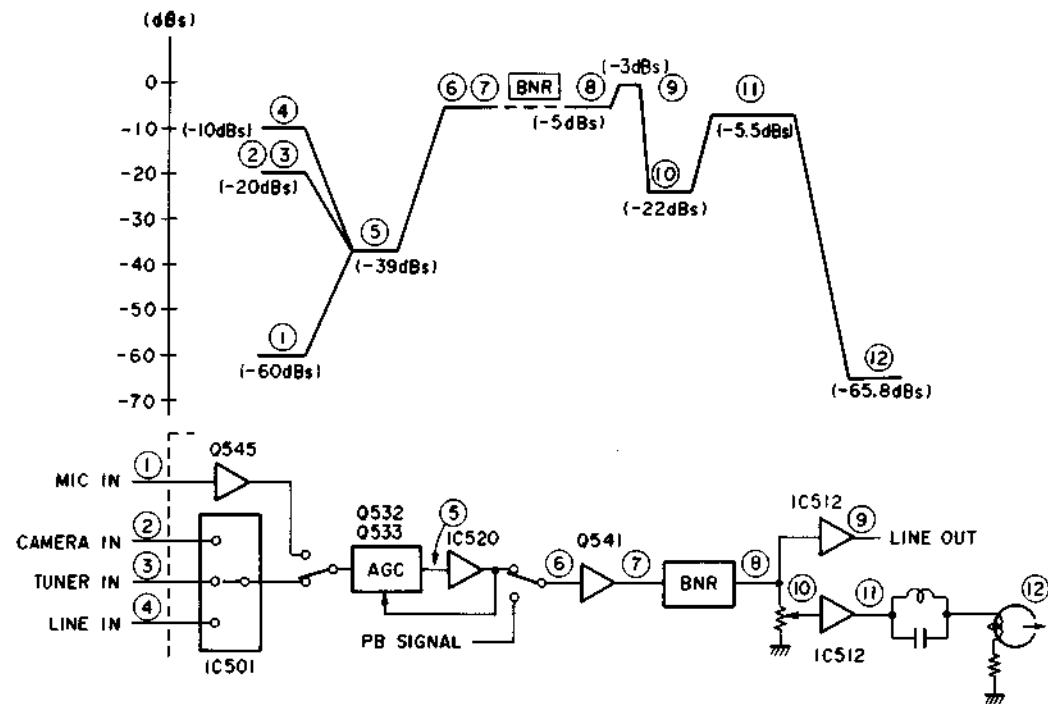 (dBs)
0
-10
-20
-30
-40
-50
-60
-70
④
(-10dBs)
② ③
(-20dBs)
⑤
(-39dBs)
①
(-60dBs)
⑥ ⑦ BNR ⑧
(-5dBs)
(-3dBs)
⑨
⑩
(-22dBs)
⑪
(-5.5dBs)
⑫
(-65.8dBs)
MIC IN ①
Q545
CAMERA IN ②
TUNER IN ③
LINE IN ④
IC501
Q532
Q533
AGC
⑤
IC520
PB SIGNAL
⑥
Q541
⑦
BNR
⑧
IC512
⑨
LINE OUT
⑩
IC512
⑪
⑫